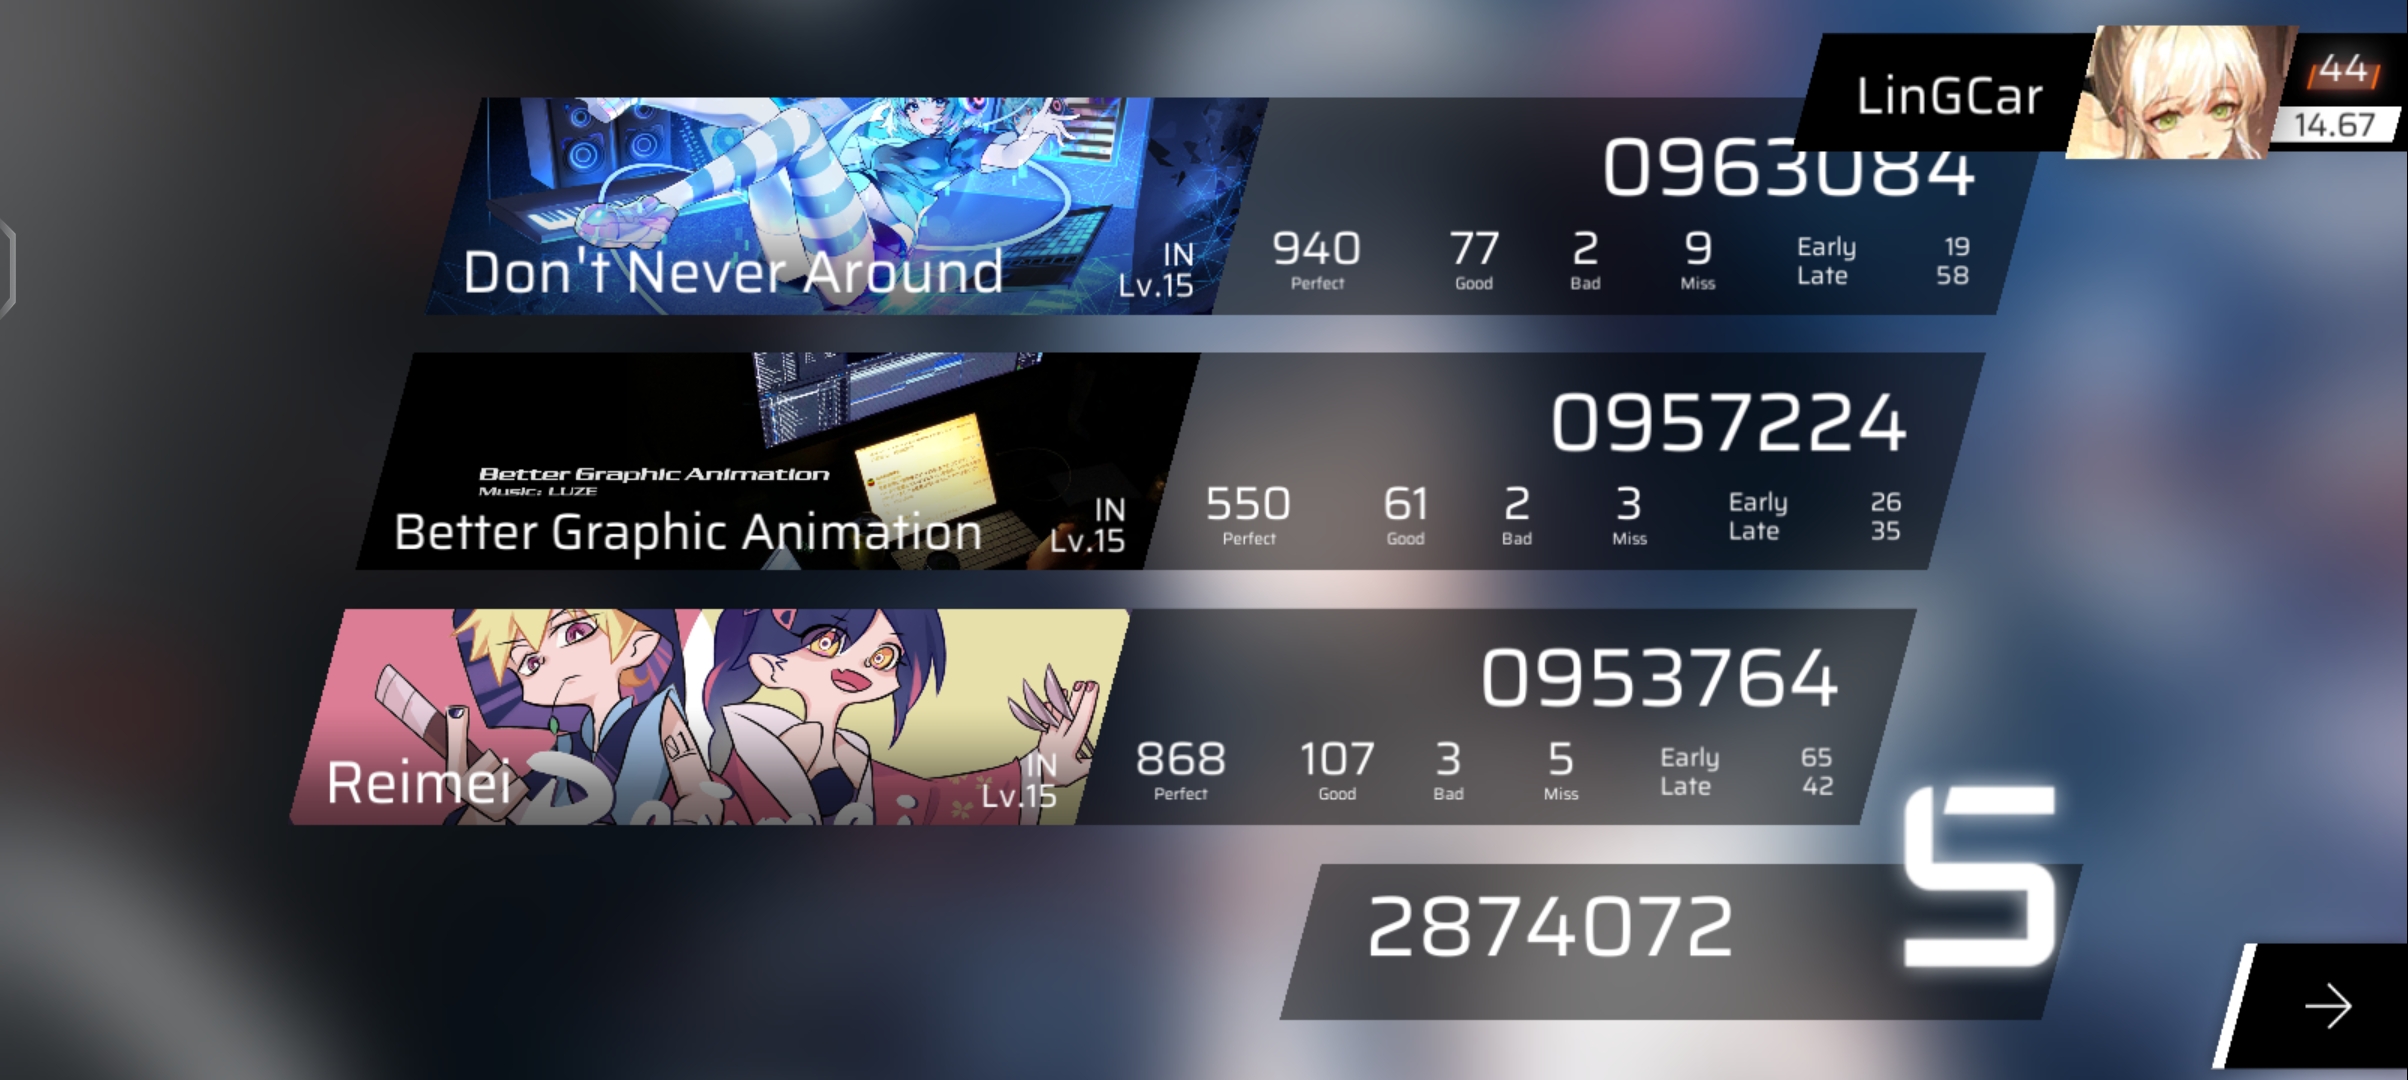 LinGCar
44
14.67
0963084
Don't Never Around
IN
Lv.15
940 77 2 9
Perfect Good Bad Miss
Early 19
Late 58
0957224
Better Graphic Animation
Music: LUZE
Better Graphic Animation
IN
Lv.15
550 61 2 3
Perfect Good Bad Miss
Early 26
Late 35
0953764
Reimei
IN
Lv.15
868 107 3 5
Perfect Good Bad Miss
Early 65
Late 42
2874072
S